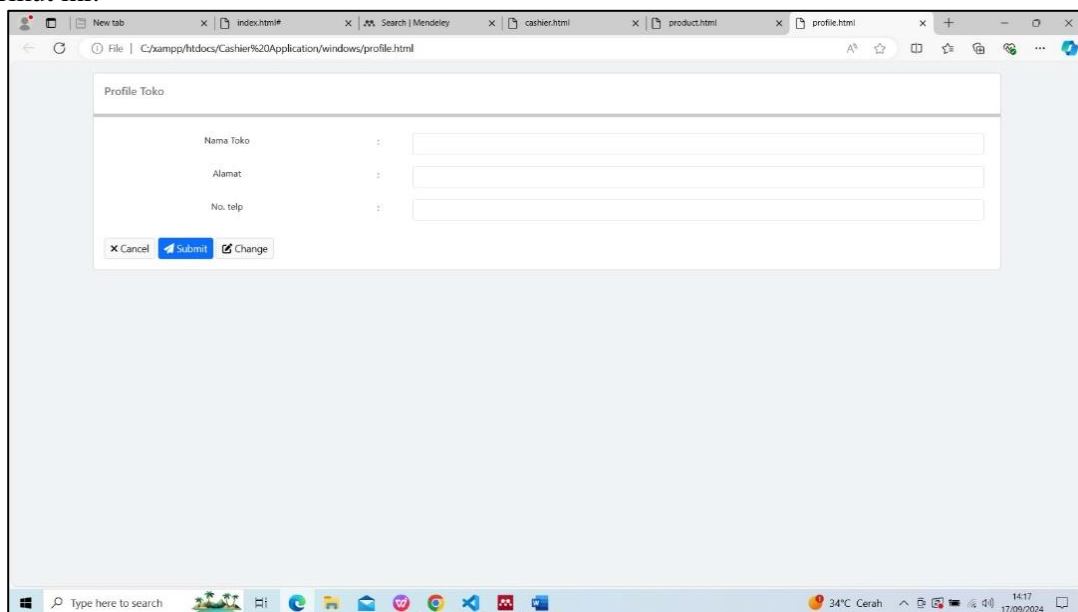 New tab
index.html#
Search | Mendeley
cashier.html
product.html
profile.html
File | C:/xampp/htdocs/Cashier%20Application/windows/profile.html
Profile Toko
Nama Toko :
Alamat :
No. telp :
Cancel Submit Change
Type here to search
34°C Cerah
14:17
17/09/2024